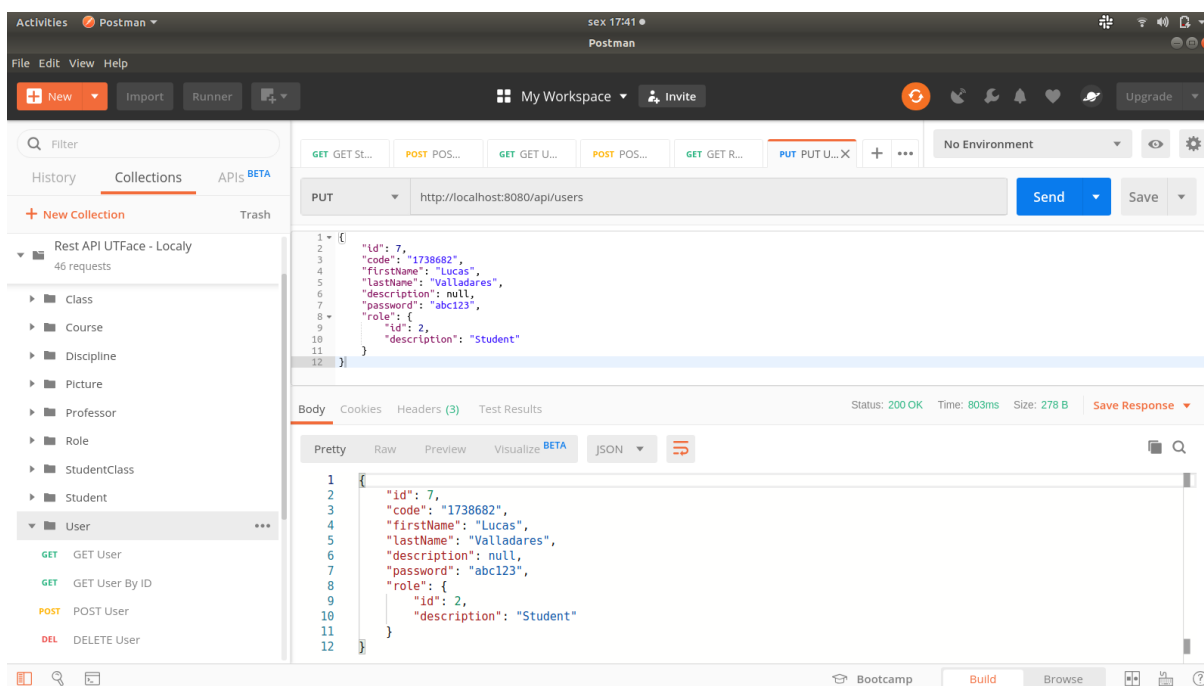 Activities Postman sex 17:41
Postman
File Edit View Help
New Import Runner My Workspace Invite Upgrade
Filter
History Collections APIs BETA
+ New Collection Trash
Rest API UTFace - Localy
46 requests
Class
Course
Discipline
Picture
Professor
Role
StudentClass
Student
User
GET GET User
GET GET User By ID
POST POST User
DEL DELETE User
GET GET St... POST POS... GET GET U... POST POS... GET GET R... PUT PUT U... X + ••• No Environment
PUT http://localhost:8080/api/users Send Save
1 {
2 "id": 7,
3 "code": "1738682",
4 "firstName": "Lucas",
5 "lastName": "Valladares",
6 "description": null,
7 "password": "abc123",
8 "role": {
9 "id": 2,
10 "description": "Student"
11 }
12 }
Body Cookies Headers (3) Test Results Status: 200 OK Time: 803ms Size: 278 B Save Response
Pretty Raw Preview Visualize BETA JSON
1 {
2 "id": 7,
3 "code": "1738682",
4 "firstName": "Lucas",
5 "lastName": "Valladares",
6 "description": null,
7 "password": "abc123",
8 "role": {
9 "id": 2,
10 "description": "Student"
11 }
12 }
Bootcamp Build Browse